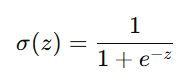 σ(z) = 1 / (1 + e^{-z})